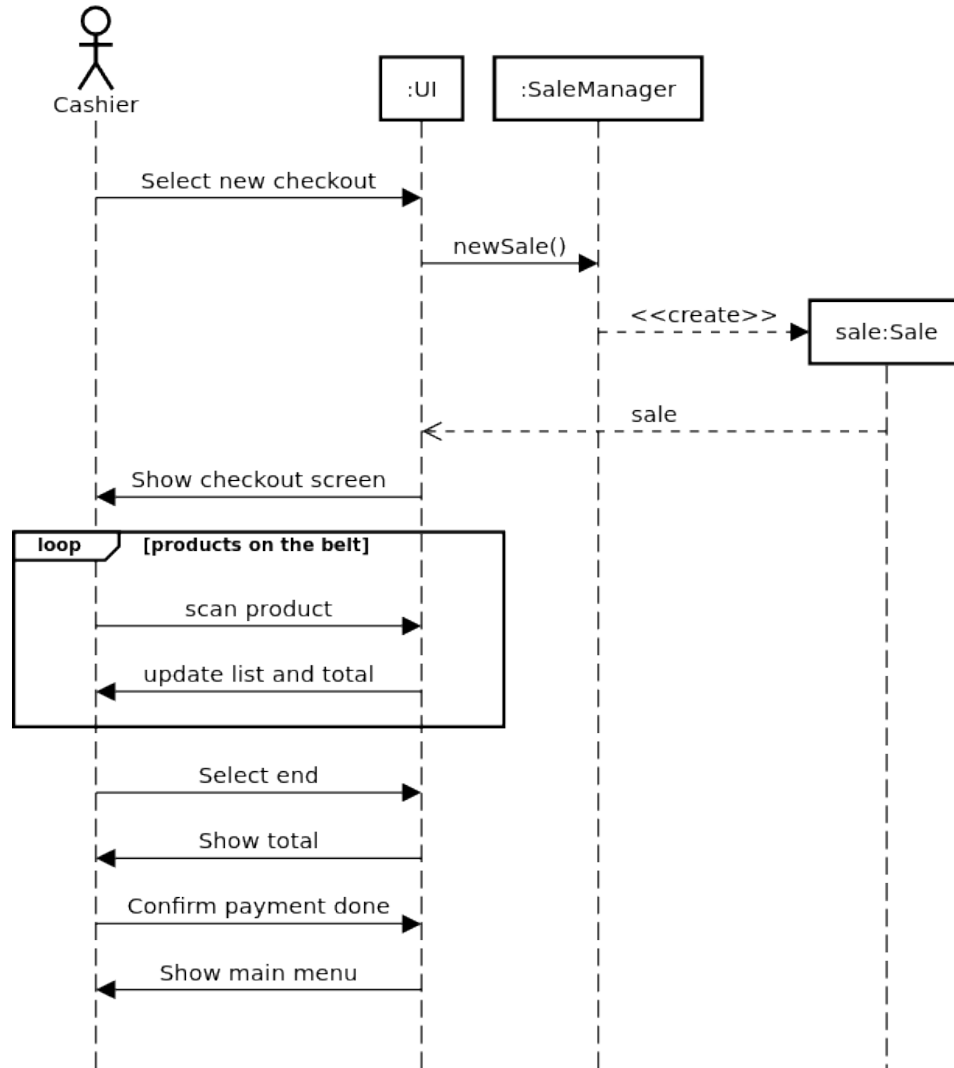 Cashier
:UI
:SaleManager
Select new checkout
newSale()
<<create>>
sale:Sale
sale
Show checkout screen
loop
[products on the belt]
scan product
update list and total
Select end
Show total
Confirm payment done
Show main menu